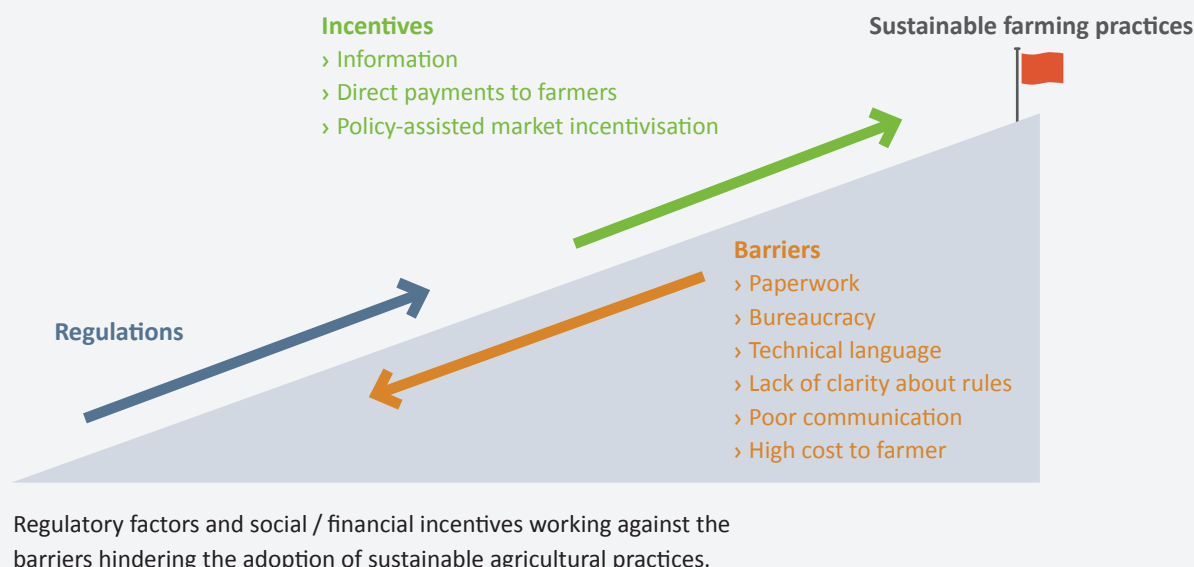 Incentives
› Information
› Direct payments to farmers
› Policy-assisted market incentivisation
Sustainable farming practices
Regulations
Barriers
› Paperwork
› Bureaucracy
› Technical language
› Lack of clarity about rules
› Poor communication
› High cost to farmer
Regulatory factors and social / financial incentives working against the
barriers hindering the adoption of sustainable agricultural practices.